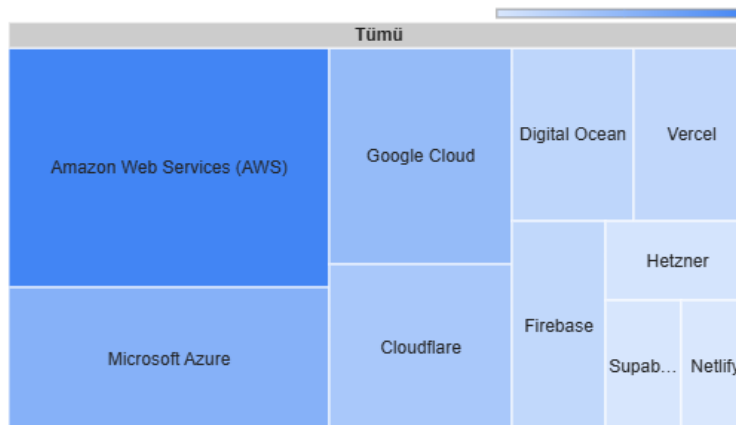 Tümü
Amazon Web Services (AWS)
Microsoft Azure
Google Cloud
Cloudflare
Digital Ocean
Vercel
Firebase
Hetzner
Supab...
Netlify